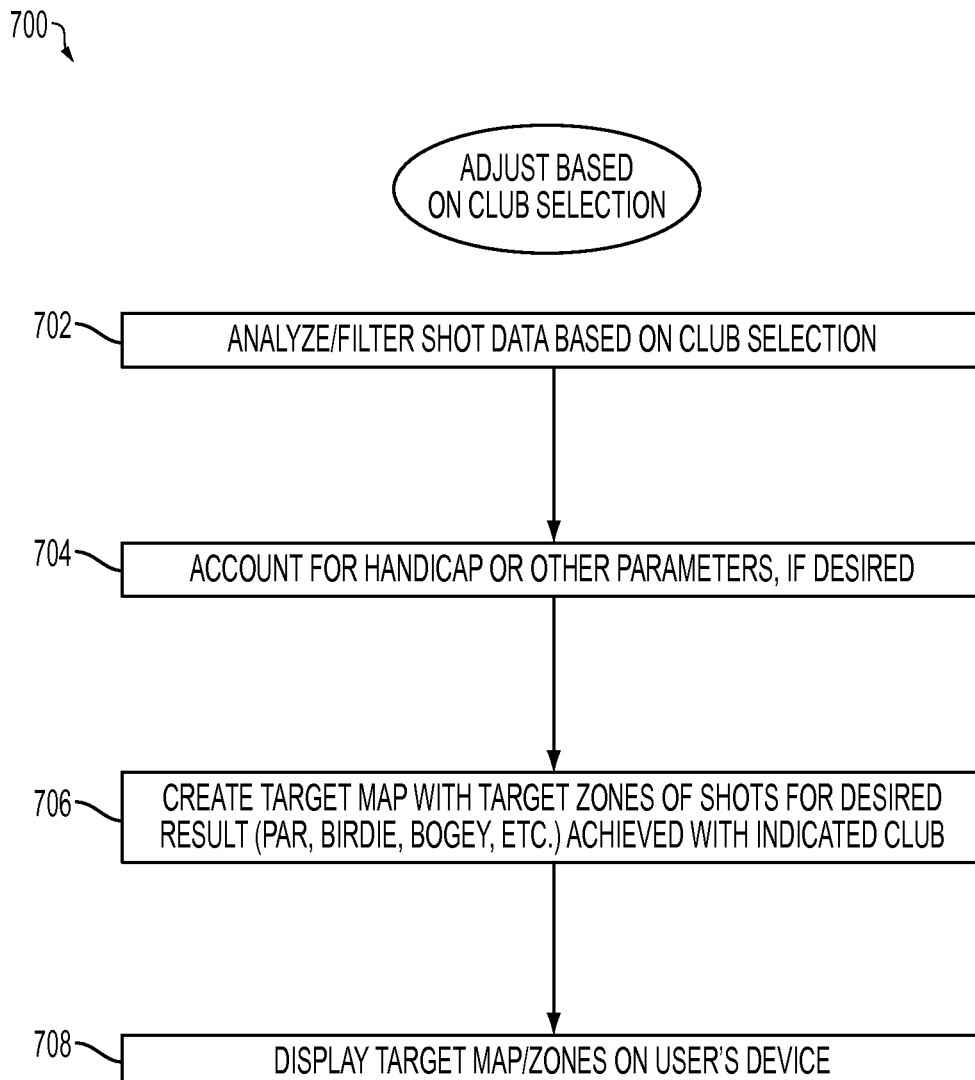 700
ADJUST BASED
ON CLUB SELECTION
702
ANALYZE/FILTER SHOT DATA BASED ON CLUB SELECTION
704
ACCOUNT FOR HANDICAP OR OTHER PARAMETERS, IF DESIRED
706
CREATE TARGET MAP WITH TARGET ZONES OF SHOTS FOR DESIRED
RESULT (PAR, BIRDIE, BOGEY, ETC.) ACHIEVED WITH INDICATED CLUB
708
DISPLAY TARGET MAP/ZONES ON USER'S DEVICE